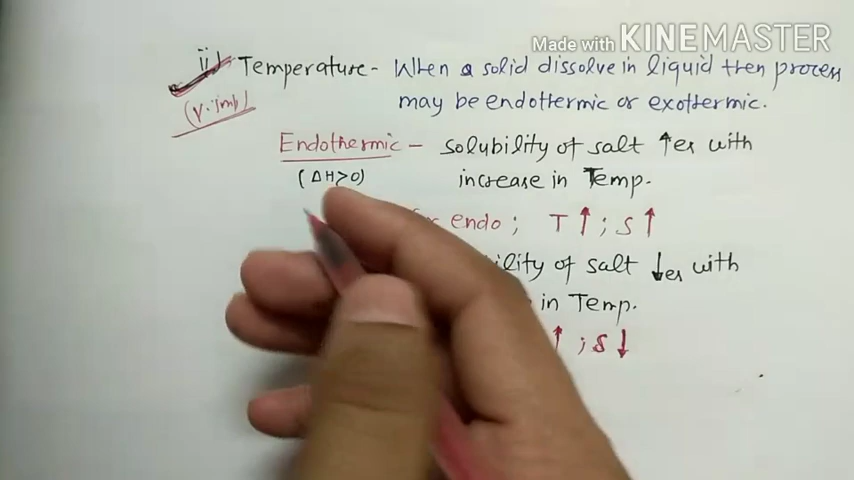 Made with KINEMASTER
ii) Temperature - When a solid dissolve in liquid then process
(V. imp) may be endothermic or exothermic.
Endothermic - solubility of salt ↑es with
(ΔH>0) increase in Temp.
endo ; T↑ ; S↑
of salt ↓es with
in Temp.
↑ ; S↓